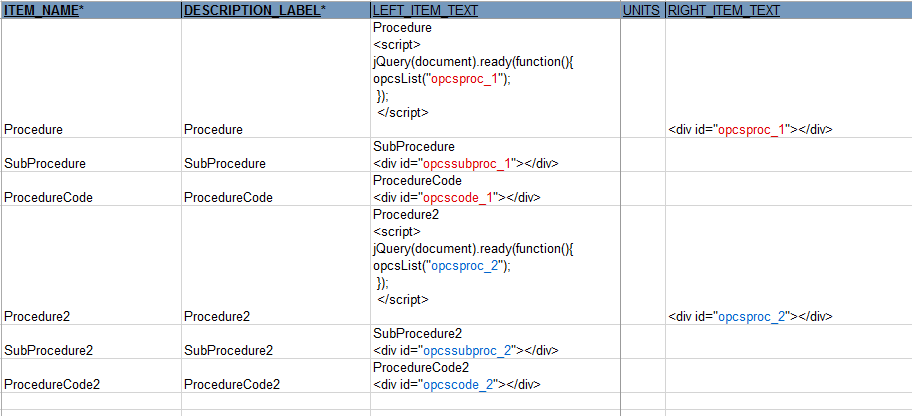 ITEM_NAME* DESCRIPTION_LABEL* LEFT_ITEM_TEXT UNITS RIGHT_ITEM_TEXT
Procedure
<script>
jQuery(document).ready(function(){
opcsList("opcsproc_1");
});
</script>
Procedure Procedure <div id="opcsproc_1"></div>
SubProcedure
SubProcedure SubProcedure <div id="opcssubproc_1"></div>
ProcedureCode
ProcedureCode ProcedureCode <div id="opcscode_1"></div>
Procedure2
<script>
jQuery(document).ready(function(){
opcsList("opcsproc_2");
});
</script>
Procedure2 Procedure2 <div id="opcsproc_2"></div>
SubProcedure2
SubProcedure2 SubProcedure2 <div id="opcssubproc_2"></div>
ProcedureCode2
ProcedureCode2 ProcedureCode2 <div id="opcscode_2"></div>